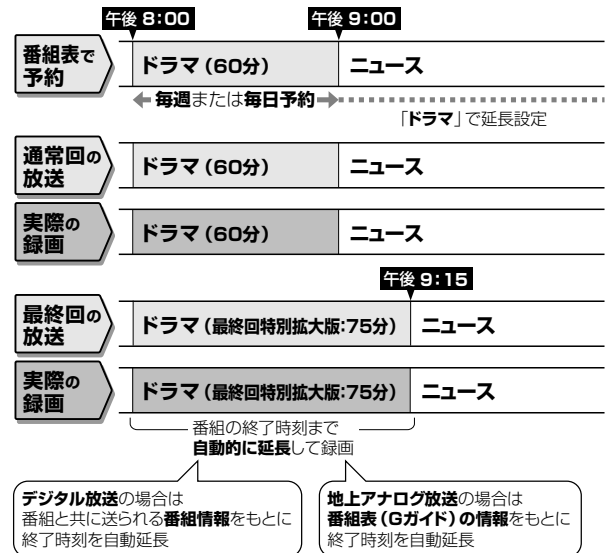 午後 8:00
午後 9:00
番組表で
予約
ドラマ（60分）
ニュース
毎週または毎日予約
「ドラマ」で延長設定
通常回の
放送
ドラマ（60分）
ニュース
実際の
録画
ドラマ（60分）
ニュース
午後 9:15
最終回の
放送
ドラマ（最終回特別拡大版：75分）
ニュース
実際の
録画
ドラマ（最終回特別拡大版：75分）
ニュース
番組の終了時刻まで
自動的に延長して録画
デジタル放送の場合は
番組と共に送られる番組情報をもとに
終了時刻を自動延長
地上アナログ放送の場合は
番組表（Gガイド）の情報をもとに
終了時刻を自動延長